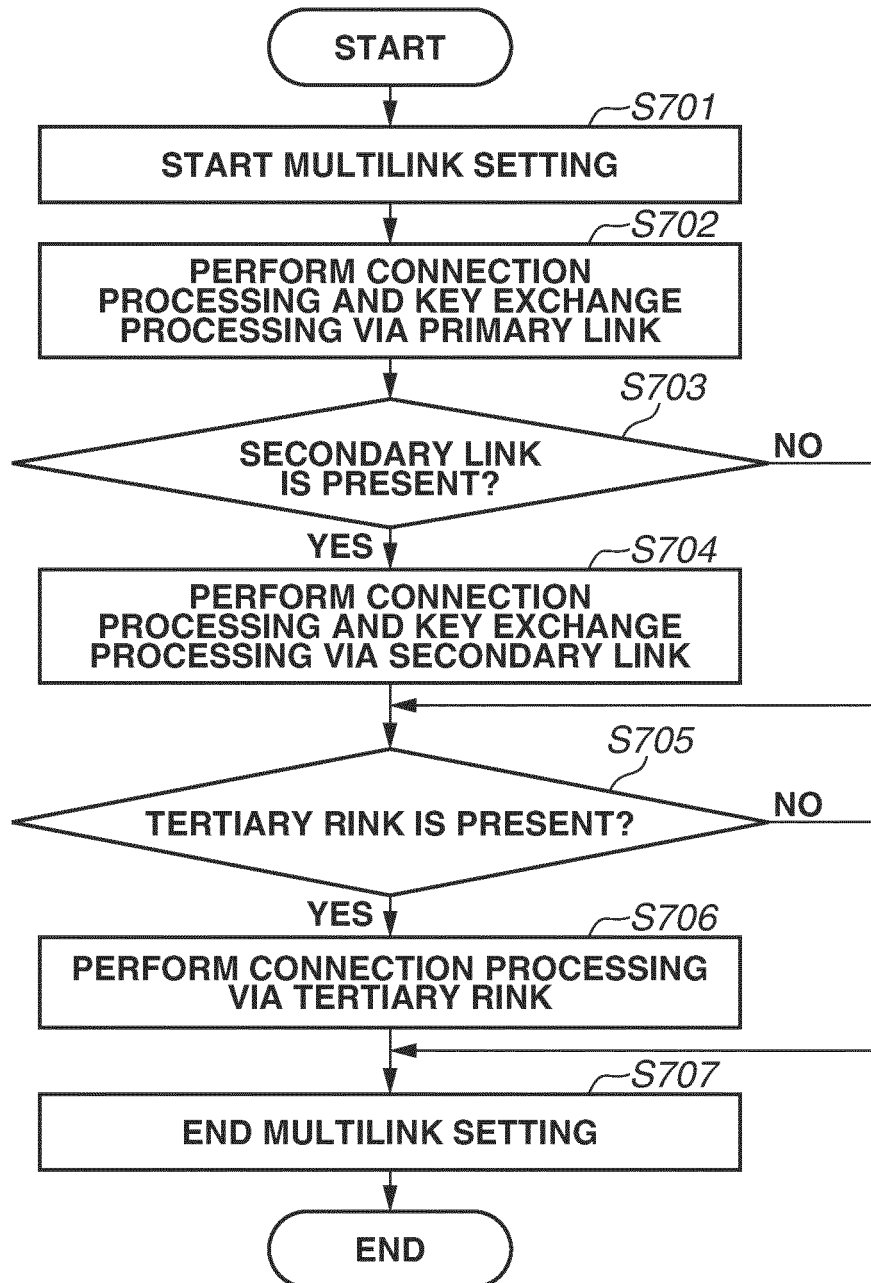 START
S701
START MULTILINK SETTING
S702
PERFORM CONNECTION
PROCESSING AND KEY EXCHANGE
PROCESSING VIA PRIMARY LINK
S703
SECONDARY LINK
IS PRESENT?
NO
YES
S704
PERFORM CONNECTION
PROCESSING AND KEY EXCHANGE
PROCESSING VIA SECONDARY LINK
S705
TERTIARY RINK IS PRESENT?
NO
YES
S706
PERFORM CONNECTION PROCESSING
VIA TERTIARY RINK
S707
END MULTILINK SETTING
END